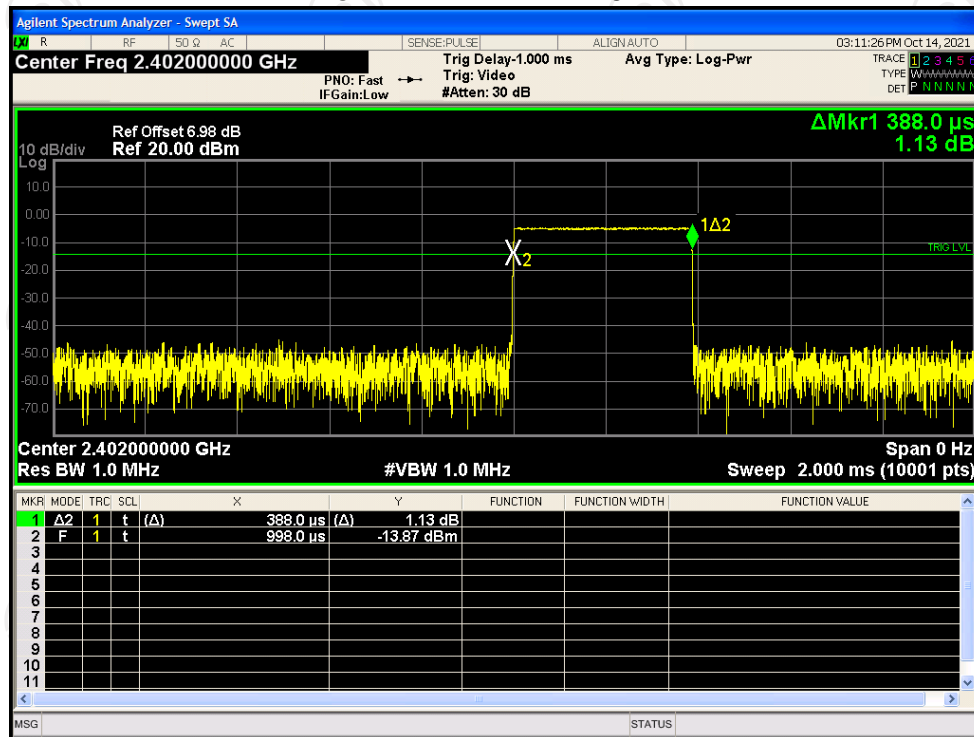 Agilent Spectrum Analyzer - Swept SA
LXI R RF 50 Ω AC SENSE:PULSE ALIGNAUTO 03:11:26PM Oct 14, 2021
Center Freq 2.402000000 GHz
PNO: Fast
IFGain:Low
Trig Delay-1.000 ms
Trig: Video
#Atten: 30 dB
Avg Type: Log-Pwr
TRACE 1 2 3 4 5 6
TYPE
DET P N N N N N
ΔMkr1 388.0 µs
1.13 dB
Ref Offset 6.98 dB
10 dB/div Ref 20.00 dBm
Log
10.0
0.00
-10.0
-20.0
-30.0
-40.0
-50.0
-60.0
-70.0
1Δ2
2
TRIG LVL
Center 2.402000000 GHz Span 0 Hz
Res BW 1.0 MHz #VBW 1.0 MHz Sweep 2.000 ms (10001 pts)
MKR MODE TRC SCL X Y FUNCTION FUNCTION WIDTH FUNCTION VALUE
1 Δ2 1 t (Δ) 388.0 µs (Δ) 1.13 dB
2 F 1 t 998.0 µs -13.87 dBm
3
4
5
6
7
8
9
10
11
MSG STATUS